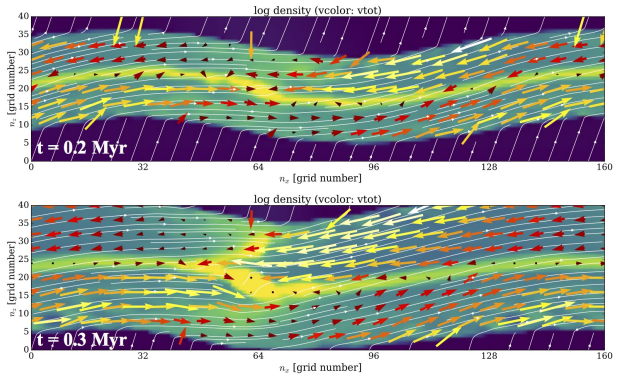 log density (vcolor: vtot)
40
35
30
25
20
15
10
5
0
n_z [grid number]
t = 0.2 Myr
0 32 64 96 128 160
n_x [grid number]
log density (vcolor: vtot)
40
35
30
25
20
15
10
5
0
n_z [grid number]
t = 0.3 Myr
0 32 64 96 128 160
n_x [grid number]